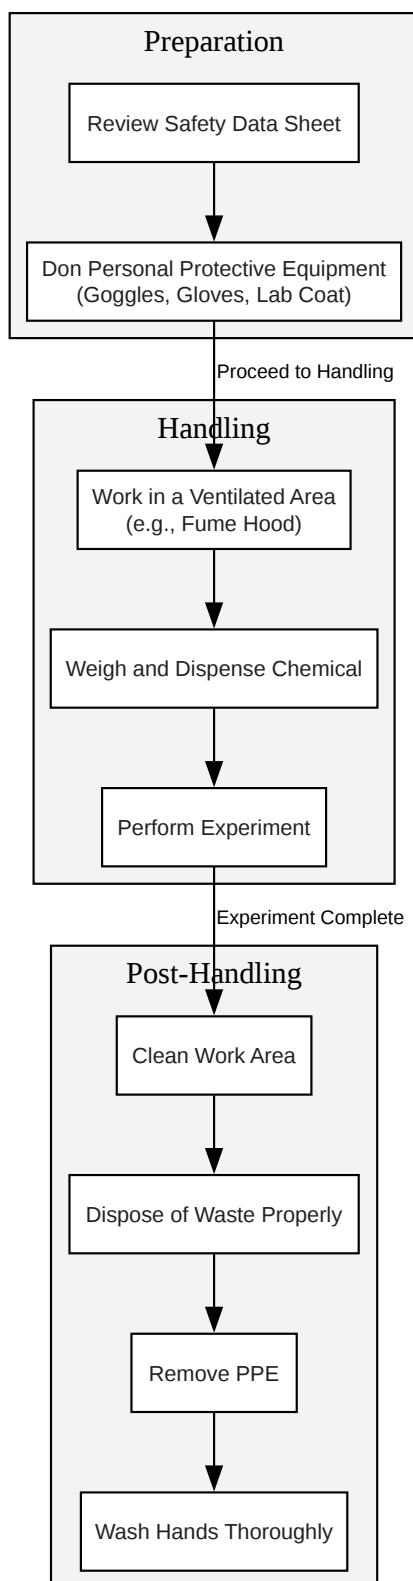 Preparation
Review Safety Data Sheet
Don Personal Protective Equipment
(Goggles, Gloves, Lab Coat)
Proceed to Handling
Handling
Work in a Ventilated Area
(e.g., Fume Hood)
Weigh and Dispense Chemical
Perform Experiment
Experiment Complete
Post-Handling
Clean Work Area
Dispose of Waste Properly
Remove PPE
Wash Hands Thoroughly